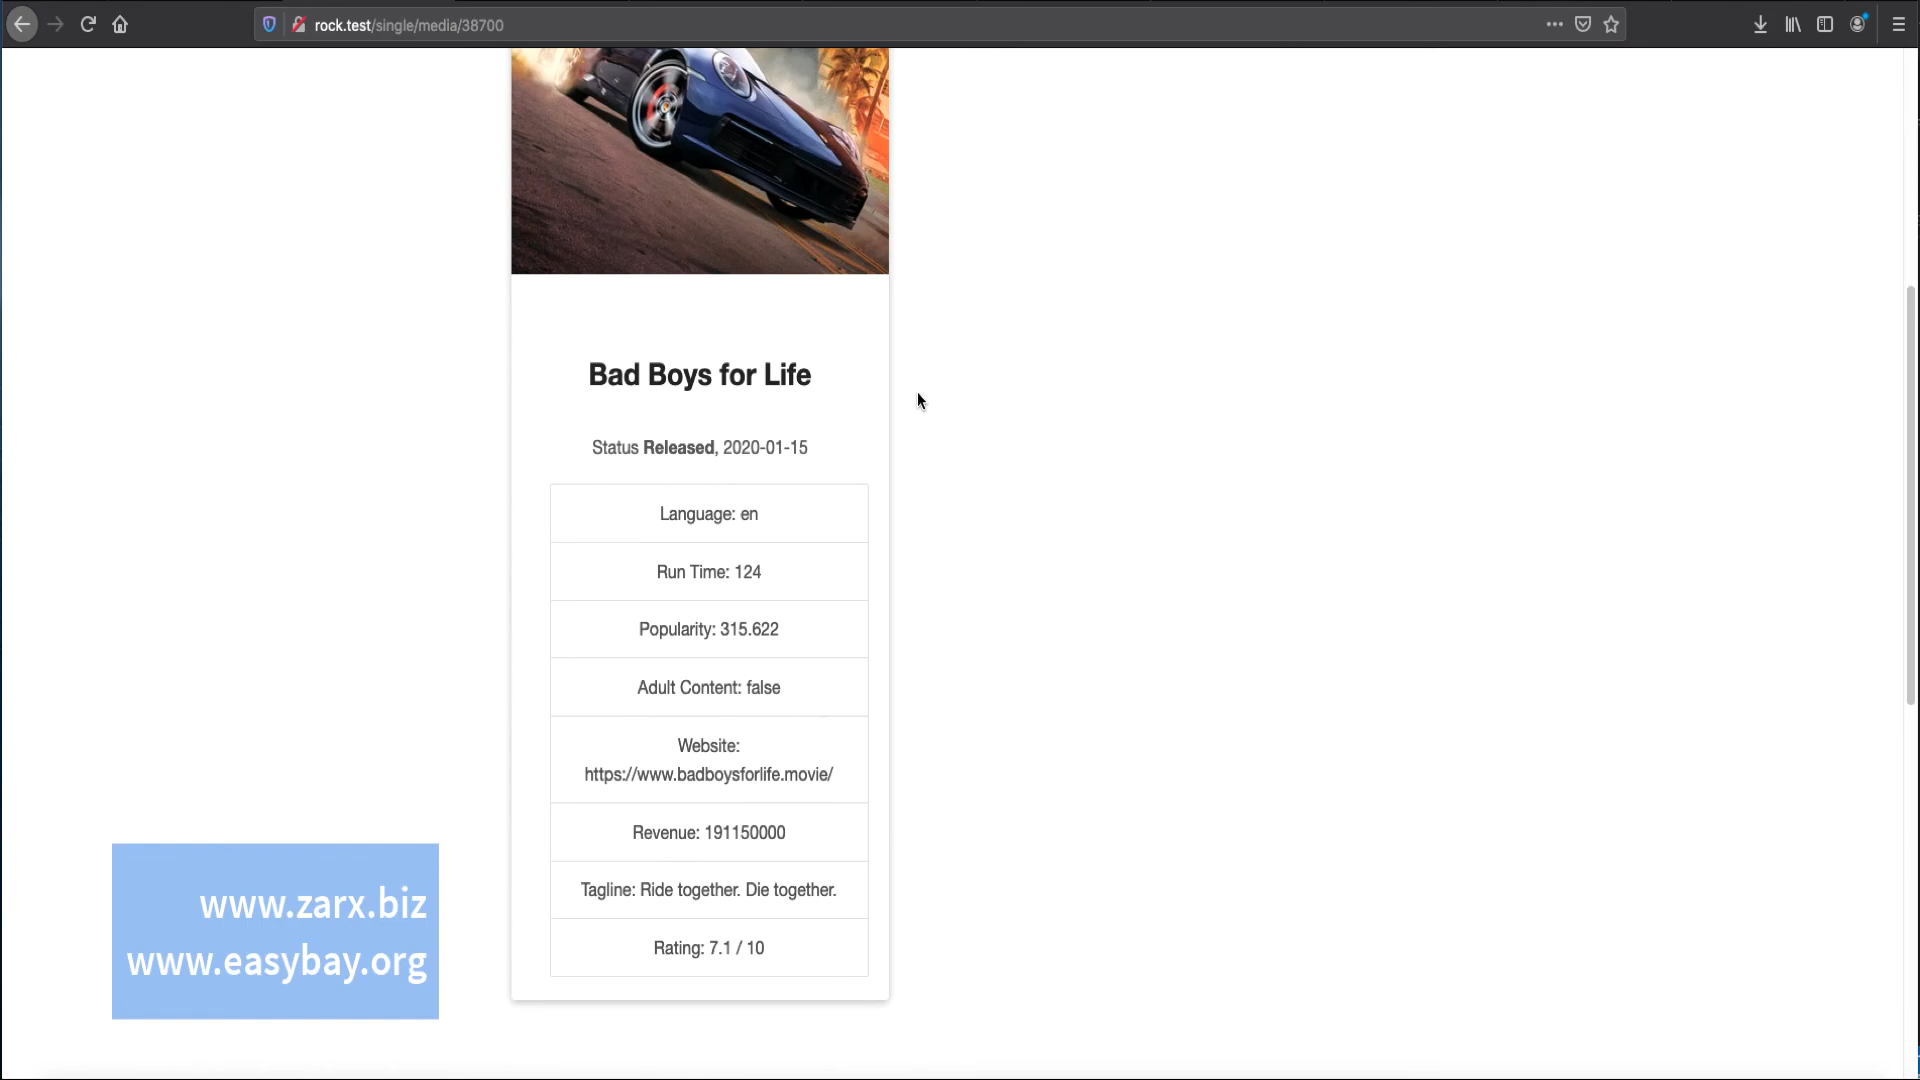 rock.test/single/media/38700
Bad Boys for Life
Status Released, 2020-01-15
Language: en
Run Time: 124
Popularity: 315.622
Adult Content: false
Website:
https://www.badboysforlife.movie/
Revenue: 191150000
Tagline: Ride together. Die together.
Rating: 7.1 / 10
www.zarx.biz
www.easybay.org